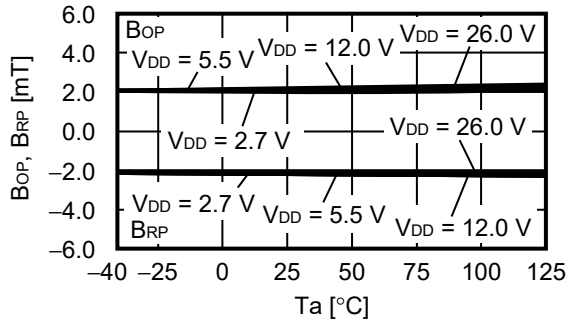 6.0
4.0
2.0
0.0
−2.0
−4.0
−6.0
BOP, BRP [mT]
BOP
VDD = 5.5 V
VDD = 12.0 V
VDD = 26.0 V
VDD = 2.7 V
VDD = 26.0 V
VDD = 2.7 V
VDD = 5.5 V
VDD = 12.0 V
BRP
−40 −25 0 25 50 75 100 125
Ta [°C]